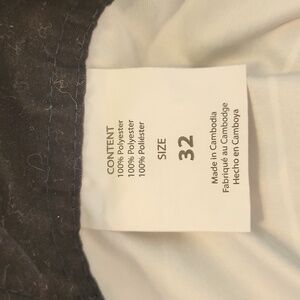 CONTENT
100% Polyester
100% Polyester
100% Poliéster
SIZE
32
Made in Cambodia
Fabriqué au Cambodge
Hecho en Camboya